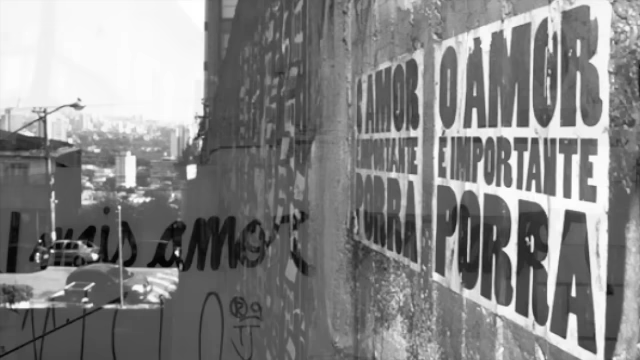 mais amor
O AMOR
É IMPORTANTE
PORRA
O AMOR
É IMPORTANTE
PORRA